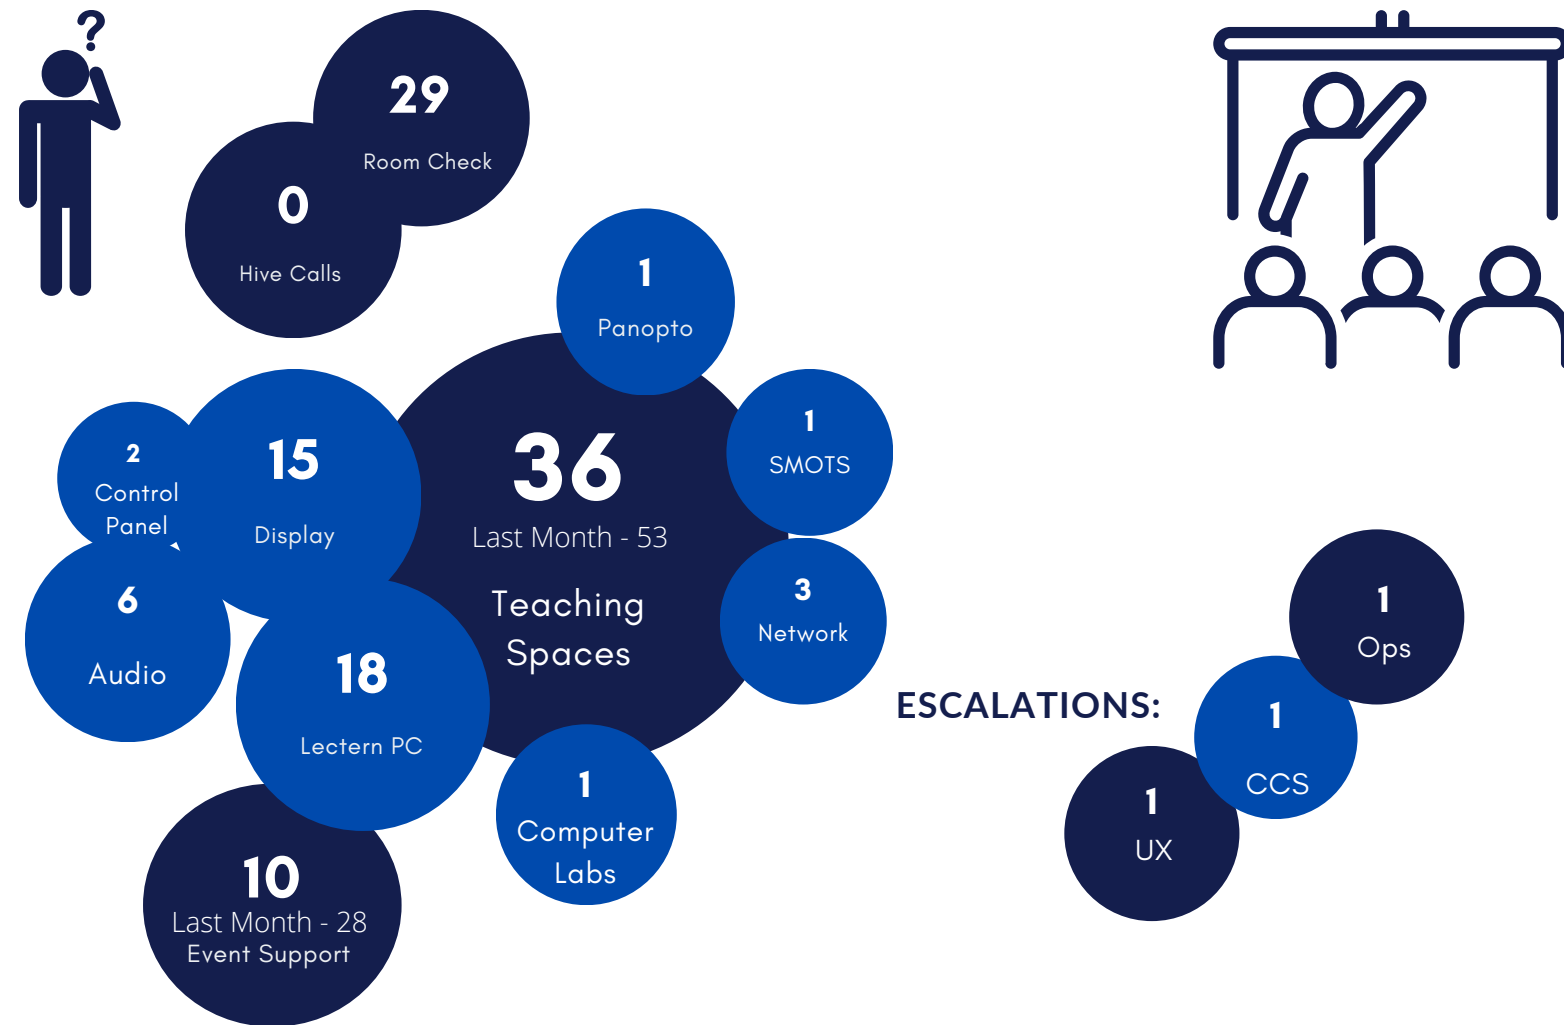 ?
29
Room Check
0
Hive Calls
1
Panopto
1
SMOTS
2
Control
Panel
15
Display
36
Last Month - 53
Teaching
Spaces
3
Network
6
Audio
18
Lectern PC
1
Computer
Labs
10
Last Month - 28
Event Support
ESCALATIONS:
1
Ops
1
CCS
1
UX